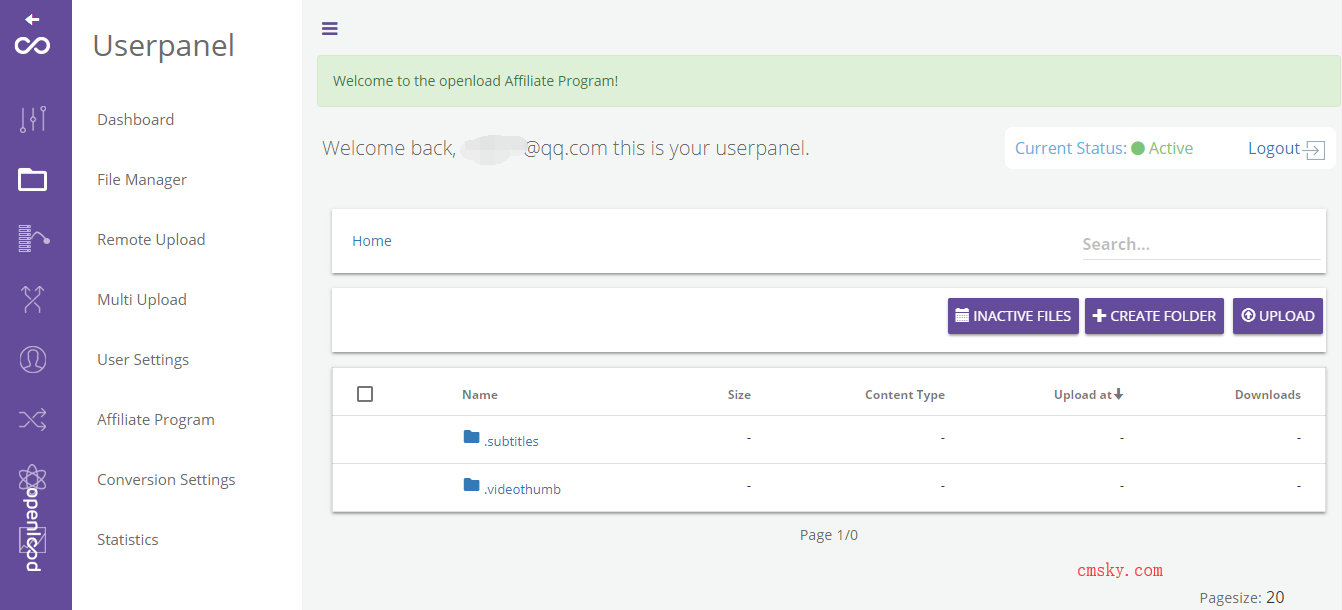 Userpanel
Dashboard
File Manager
Remote Upload
Multi Upload
User Settings
Affiliate Program
Conversion Settings
Statistics
openload
Welcome to the openload Affiliate Program!
Welcome back, @qq.com this is your userpanel.
Current Status: Active
Logout
Home
Search...
INACTIVE FILES
CREATE FOLDER
UPLOAD
Name Size Content Type Upload at Downloads
.subtitles - - - -
.videothumb - - - -
Page 1/0
cmsky.com
Pagesize: 20